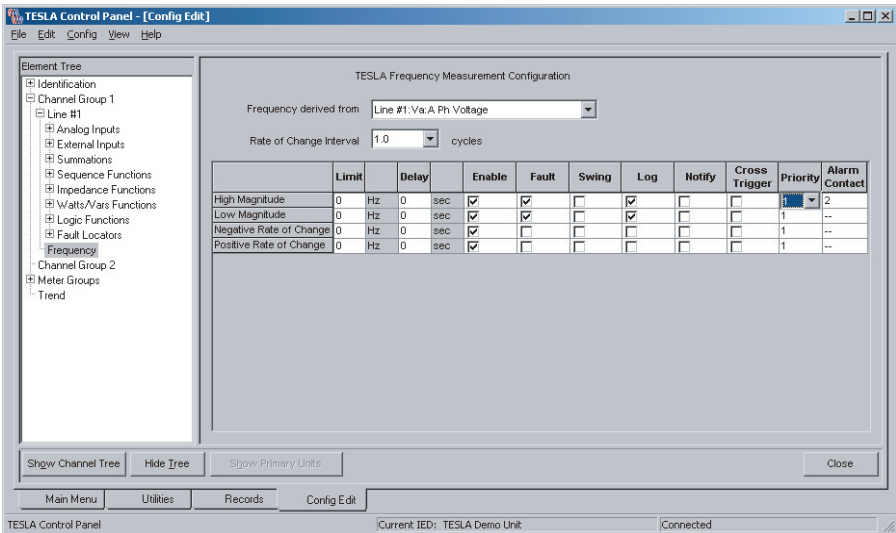 TESLA Control Panel - [Config Edit]
File Edit Config View Help
Element Tree
Identification
Channel Group 1
Line #1
Analog Inputs
External Inputs
Summations
Sequence Functions
Impedance Functions
Watts/Vars Functions
Logic Functions
Fault Locators
Frequency
Channel Group 2
Meter Groups
Trend
TESLA Frequency Measurement Configuration
Frequency derived from Line #1:Va:A Ph Voltage
Rate of Change Interval 1.0 cycles
Limit Delay Enable Fault Swing Log Notify Cross Trigger Priority Alarm Contact
High Magnitude 0 Hz 0 sec 1 2
Low Magnitude 0 Hz 0 sec 1 --
Negative Rate of Change 0 Hz 0 sec 1 --
Positive Rate of Change 0 Hz 0 sec 1 --
Show Channel Tree Hide Tree Show Primary Units Close
Main Menu Utilities Records Config Edit
TESLA Control Panel Current IED: TESLA Demo Unit Connected